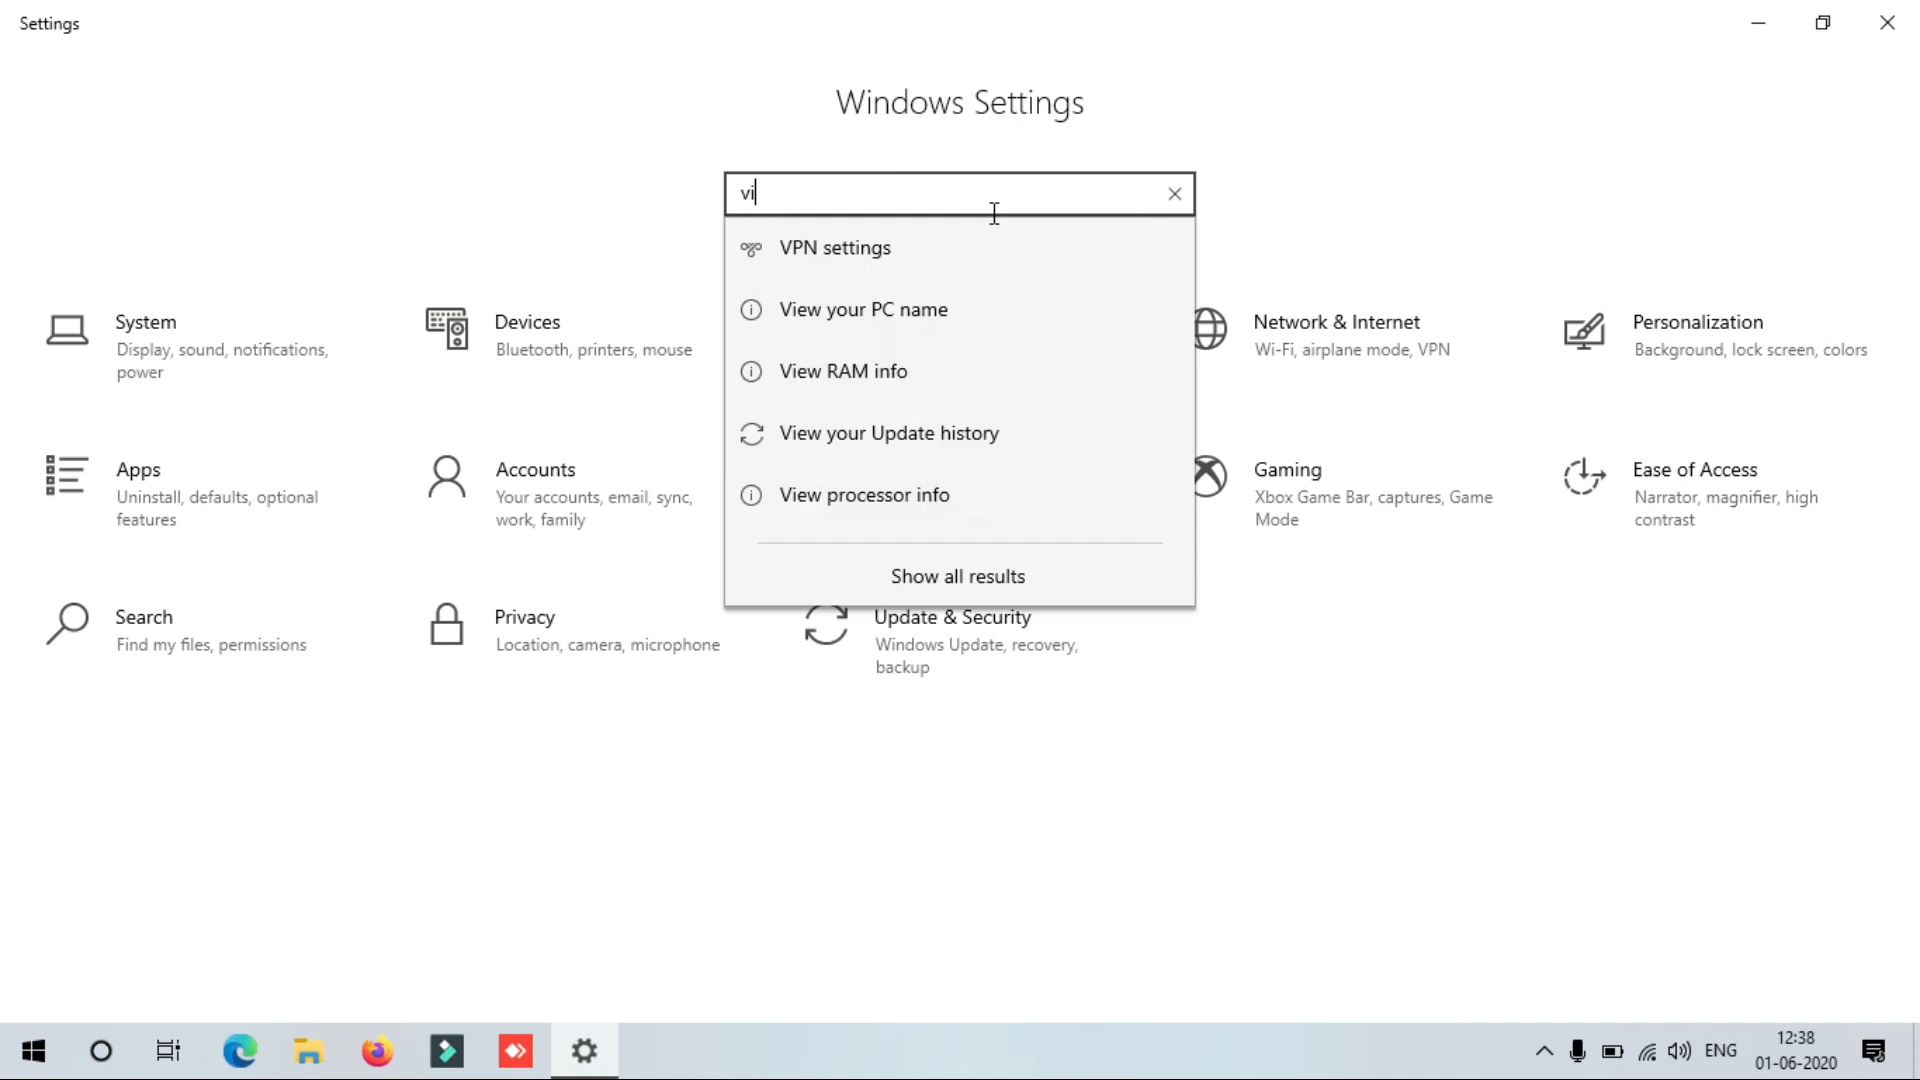 Settings
Windows Settings
vi
VPN settings
View your PC name
View RAM info
View your Update history
View processor info
Show all results
System
Display, sound, notifications,
power
Devices
Bluetooth, printers, mouse
Network & Internet
Wi-Fi, airplane mode, VPN
Personalization
Background, lock screen, colors
Apps
Uninstall, defaults, optional
features
Accounts
Your accounts, email, sync,
work, family
Gaming
Xbox Game Bar, captures, Game
Mode
Ease of Access
Narrator, magnifier, high
contrast
Search
Find my files, permissions
Privacy
Location, camera, microphone
Update & Security
Windows Update, recovery,
backup
ENG
12:38
01-06-2020